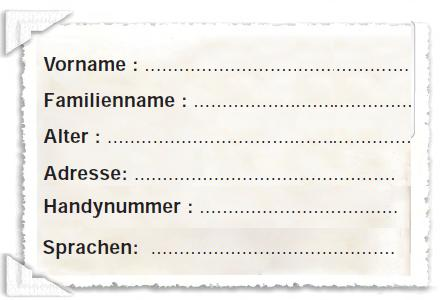 Vorname : ..............................................
Familienname : ......................................
Alter : .....................................................
Adresse: .............................................
Handynummer : ..................................
Sprachen: ..........................................